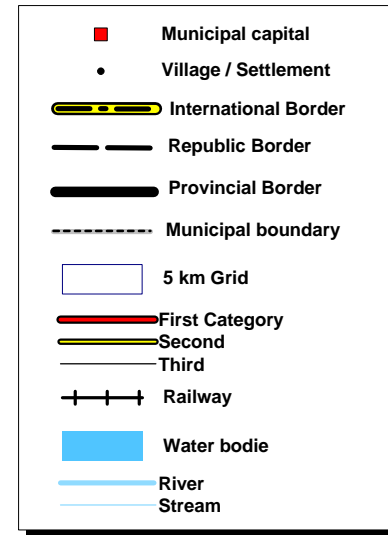 Municipal capital
Village / Settlement
International Border
Republic Border
Provincial Border
Municipal boundary
5 km Grid
First Category
Second
Third
Railway
Water bodie
River
Stream